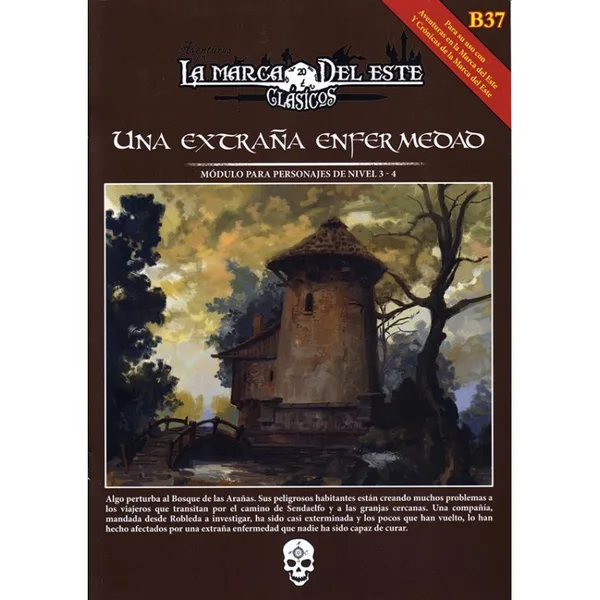 B37
Para su uso con
Aventuras en la Marca del Este
Y Crónicas de la Marca del Este
Aventuras
LA MARCA DEL ESTE
20
CLÁSICOS
UNA EXTRAÑA ENFERMEDAD
MÓDULO PARA PERSONAJES DE NIVEL 3 - 4
Algo perturba al Bosque de las Arañas. Sus peligrosos habitantes están creando muchos problemas a
los viajeros que transitan por el camino de Sendaelfo y a las granjas cercanas. Una compañía,
mandada desde Robleda a investigar, ha sido casi exterminada y los pocos que han vuelto, lo han
hecho afectados por una extraña enfermedad que nadie ha sido capaz de curar.